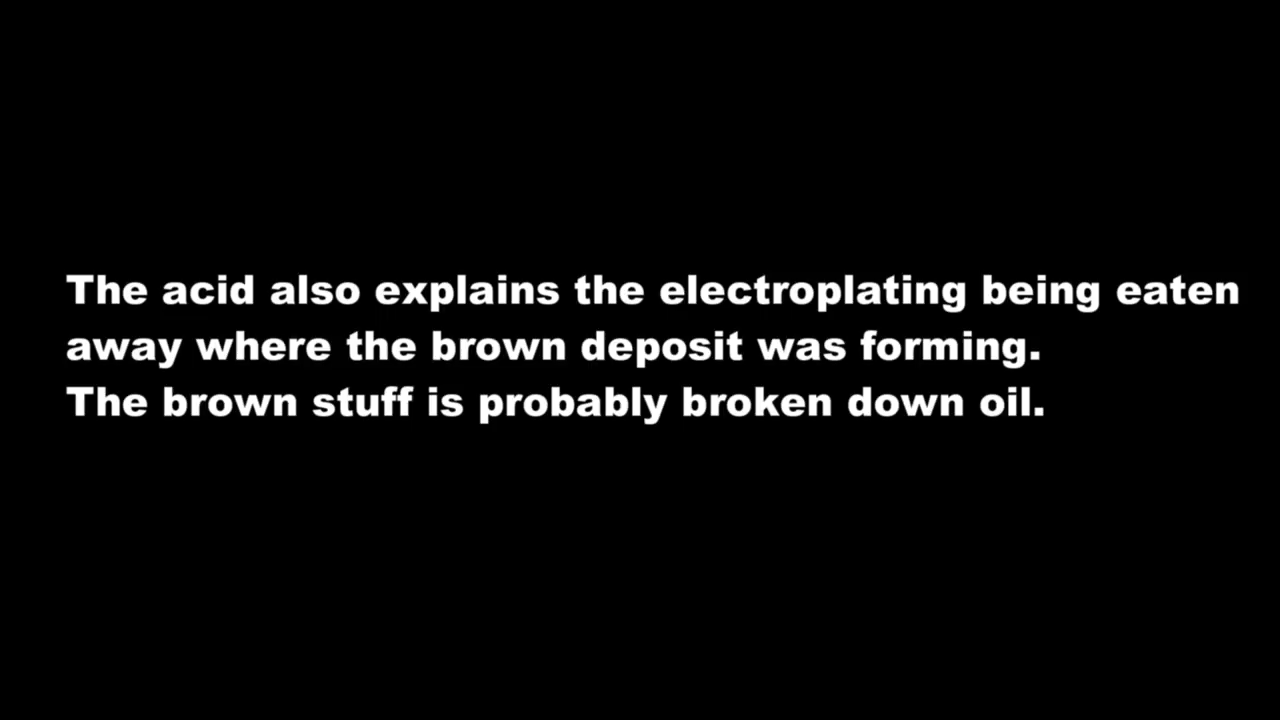 The acid also explains the electroplating being eaten
away where the brown deposit was forming.
The brown stuff is probably broken down oil.